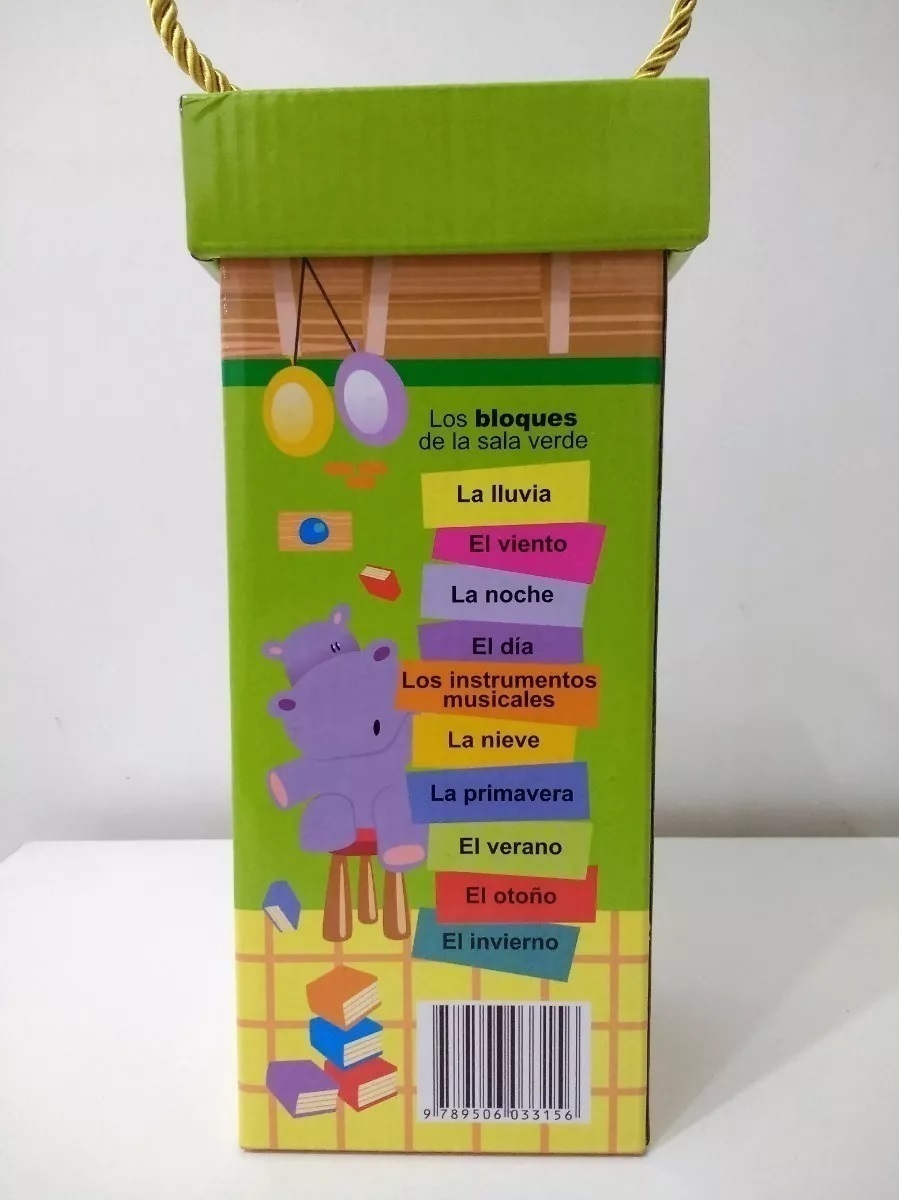 Los bloques
de la sala verde
La lluvia
El viento
La noche
El día
Los instrumentos
musicales
La nieve
La primavera
El verano
El otoño
El invierno
9 789506 033156